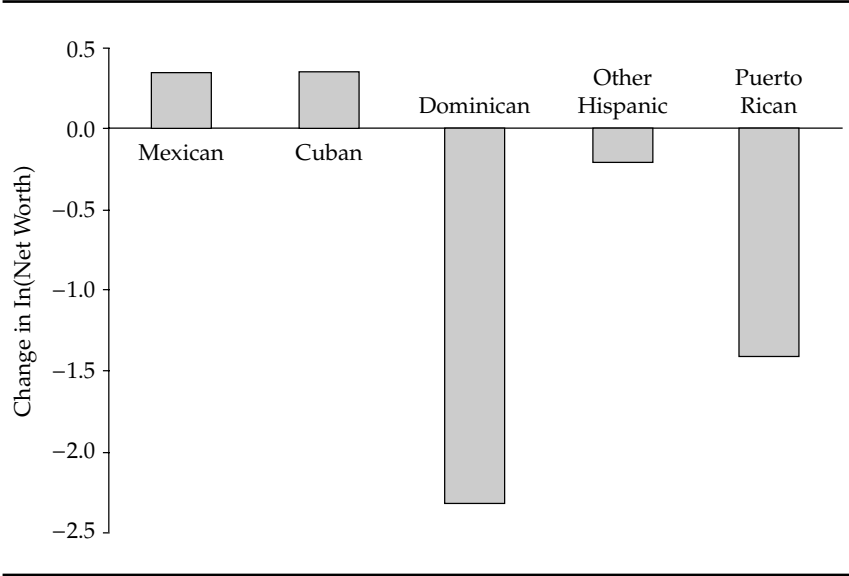 Change in ln(Net Worth)
0.5
0.0
−0.5
−1.0
−1.5
−2.0
−2.5
Mexican
Cuban
Dominican
Other
Hispanic
Puerto
Rican